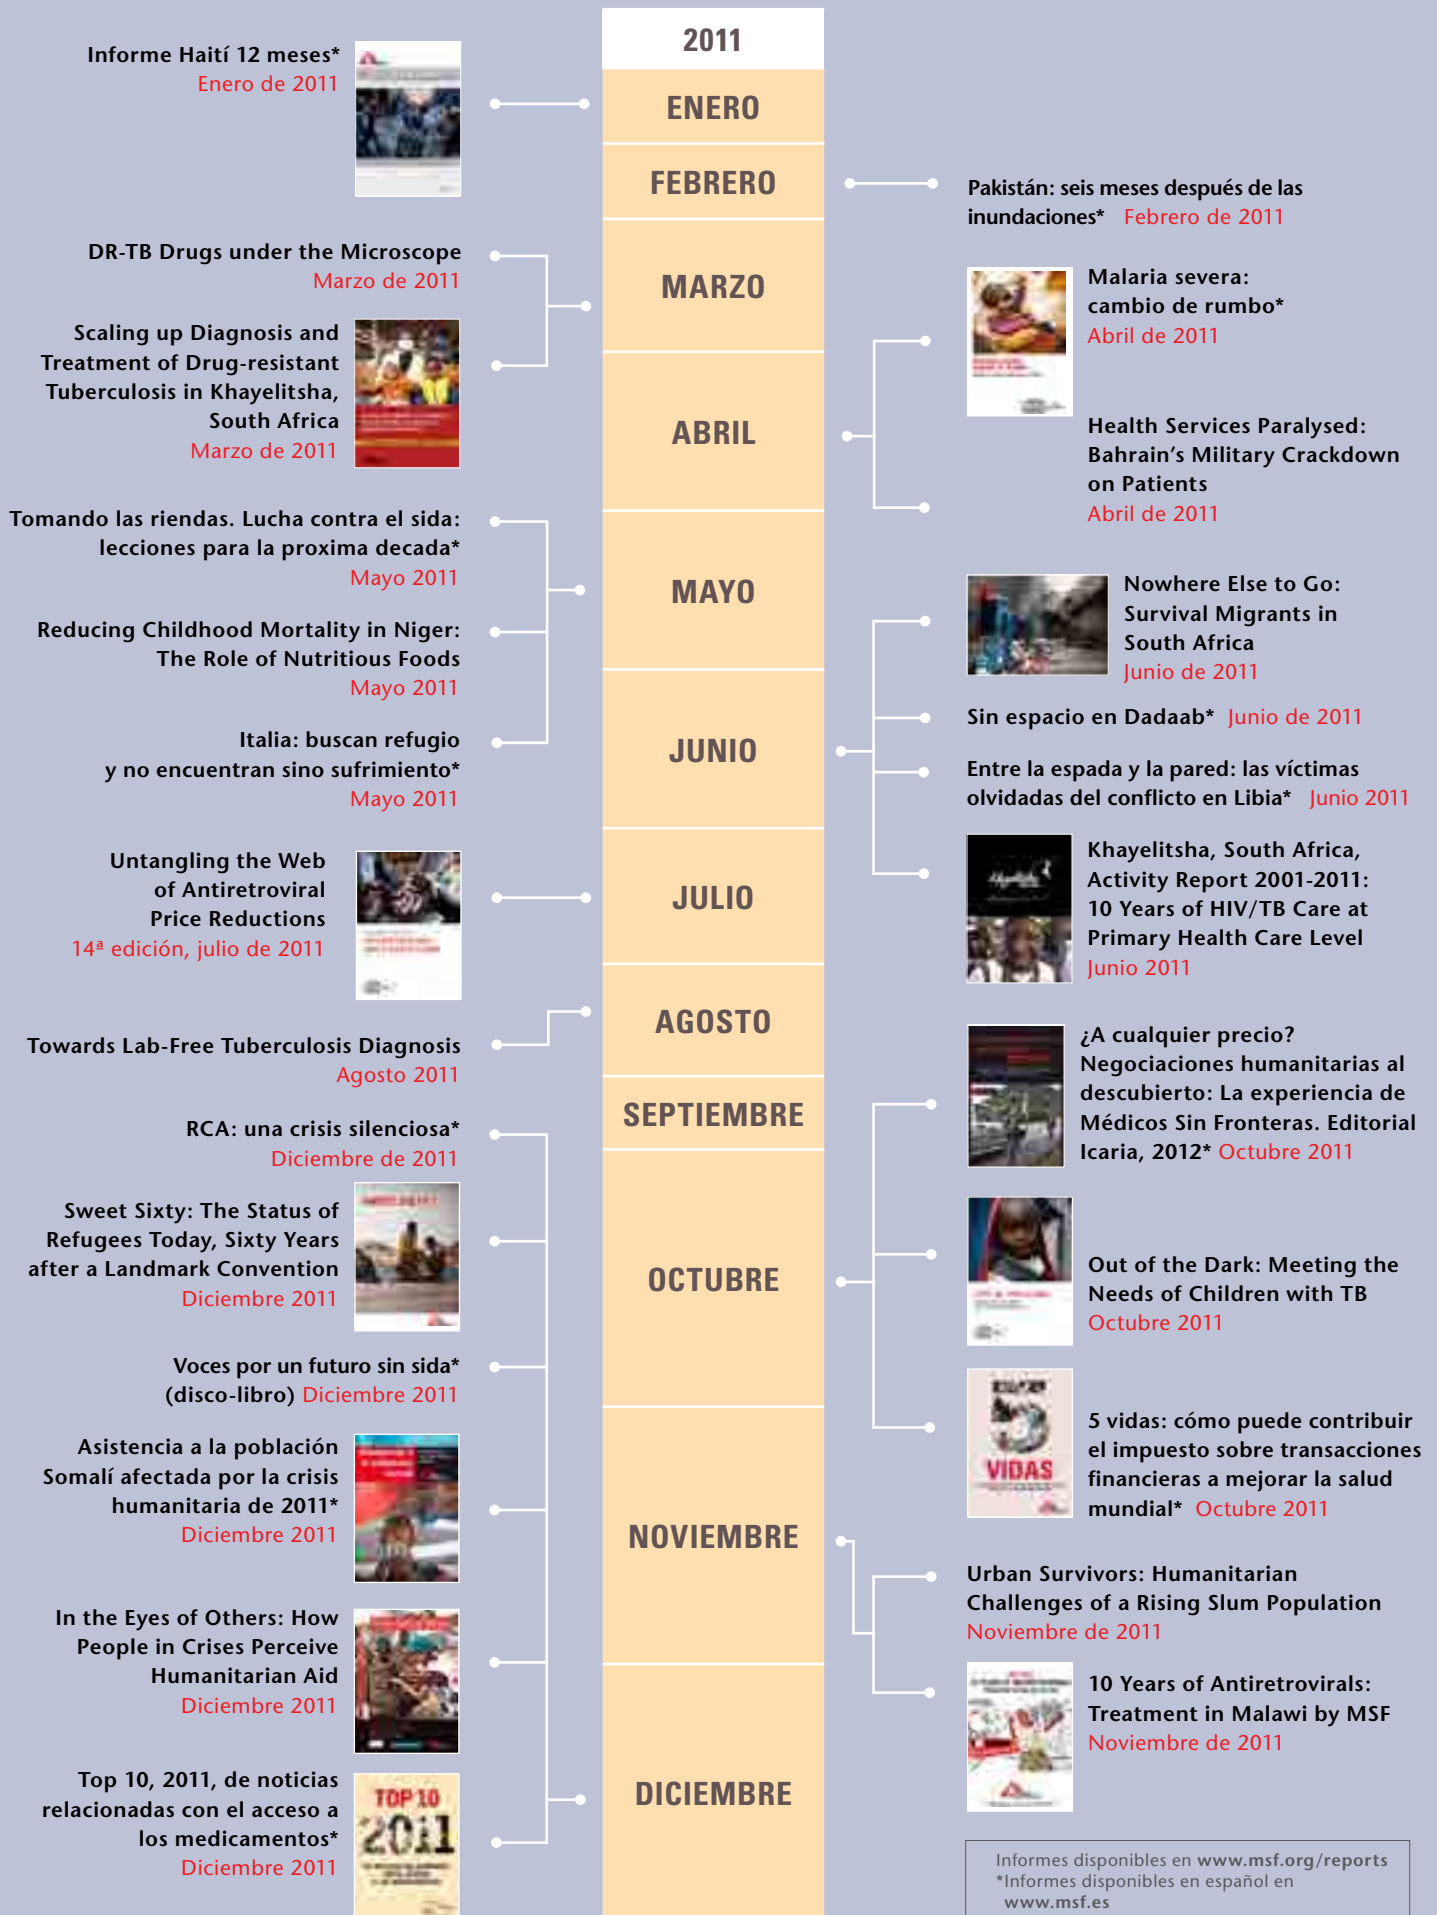 2011
ENERO
FEBRERO
MARZO
ABRIL
MAYO
JUNIO
JULIO
AGOSTO
SEPTIEMBRE
OCTUBRE
NOVIEMBRE
DICIEMBRE
Informe Haití 12 meses*
Enero de 2011
DR-TB Drugs under the Microscope
Marzo de 2011
Scaling up Diagnosis and
Treatment of Drug-resistant
Tuberculosis in Khayelitsha,
South Africa
Marzo de 2011
Tomando las riendas. Lucha contra el sida:
lecciones para la proxima decada*
Mayo 2011
Reducing Childhood Mortality in Niger:
The Role of Nutritious Foods
Mayo 2011
Italia: buscan refugio
y no encuentran sino sufrimiento*
Mayo 2011
Untangling the Web
of Antiretroviral
Price Reductions
14ª edición, julio de 2011
Towards Lab-Free Tuberculosis Diagnosis
Agosto 2011
RCA: una crisis silenciosa*
Diciembre de 2011
Sweet Sixty: The Status of
Refugees Today, Sixty Years
after a Landmark Convention
Diciembre 2011
Voces por un futuro sin sida*
(disco-libro) Diciembre 2011
Asistencia a la población
Somalí afectada por la crisis
humanitaria de 2011*
Diciembre 2011
In the Eyes of Others: How
People in Crises Perceive
Humanitarian Aid
Diciembre 2011
Top 10, 2011, de noticias
relacionadas con el acceso a
los medicamentos*
Diciembre 2011
TOP 10
2011
Pakistán: seis meses después de las
inundaciones* Febrero de 2011
Malaria severa:
cambio de rumbo*
Abril de 2011
Health Services Paralysed:
Bahrain's Military Crackdown
on Patients
Abril de 2011
Nowhere Else to Go:
Survival Migrants in
South Africa
Junio de 2011
Sin espacio en Dadaab* Junio de 2011
Entre la espada y la pared: las víctimas
olvidadas del conflicto en Libia* Junio 2011
Khayelitsha, South Africa,
Activity Report 2001-2011:
10 Years of HIV/TB Care at
Primary Health Care Level
Junio 2011
¿A cualquier precio?
Negociaciones humanitarias al
descubierto: La experiencia de
Médicos Sin Fronteras. Editorial
Icaria, 2012* Octubre 2011
Out of the Dark: Meeting the
Needs of Children with TB
Octubre 2011
5
VIDAS
5 vidas: cómo puede contribuir
el impuesto sobre transacciones
financieras a mejorar la salud
mundial* Octubre 2011
Urban Survivors: Humanitarian
Challenges of a Rising Slum Population
Noviembre de 2011
10 Years of Antiretrovirals:
Treatment in Malawi by MSF
Noviembre de 2011
Informes disponibles en www.msf.org/reports
*Informes disponibles en español en
www.msf.es